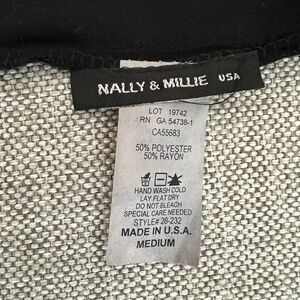 NALLY & MILLIE USA
LOT 19742
RN GA 54738-1
CA55683
50% POLYESTER
50% RAYON
HAND WASH COLD
LAY FLAT DRY
DO NOT BLEACH
SPECIAL CARE NEEDED
STYLE# 28-232
MADE IN U.S.A.
MEDIUM